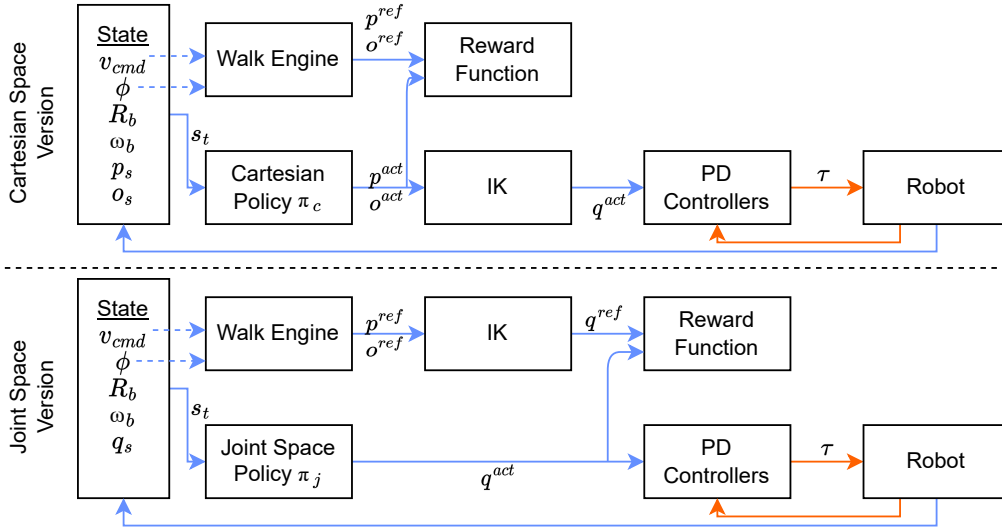 Cartesian Space
Version
State
v_cmd
ϕ
R_b
ω_b
p_s
o_s
s_t
Walk Engine
p^ref
o^ref
Reward
Function
Cartesian
Policy π_c
p^act
o^act
IK
q^act
PD
Controllers
τ
Robot
Joint Space
Version
State
v_cmd
ϕ
R_b
ω_b
q_s
s_t
Walk Engine
p^ref
o^ref
IK
q^ref
Reward
Function
Joint Space
Policy π_j
q^act
PD
Controllers
τ
Robot